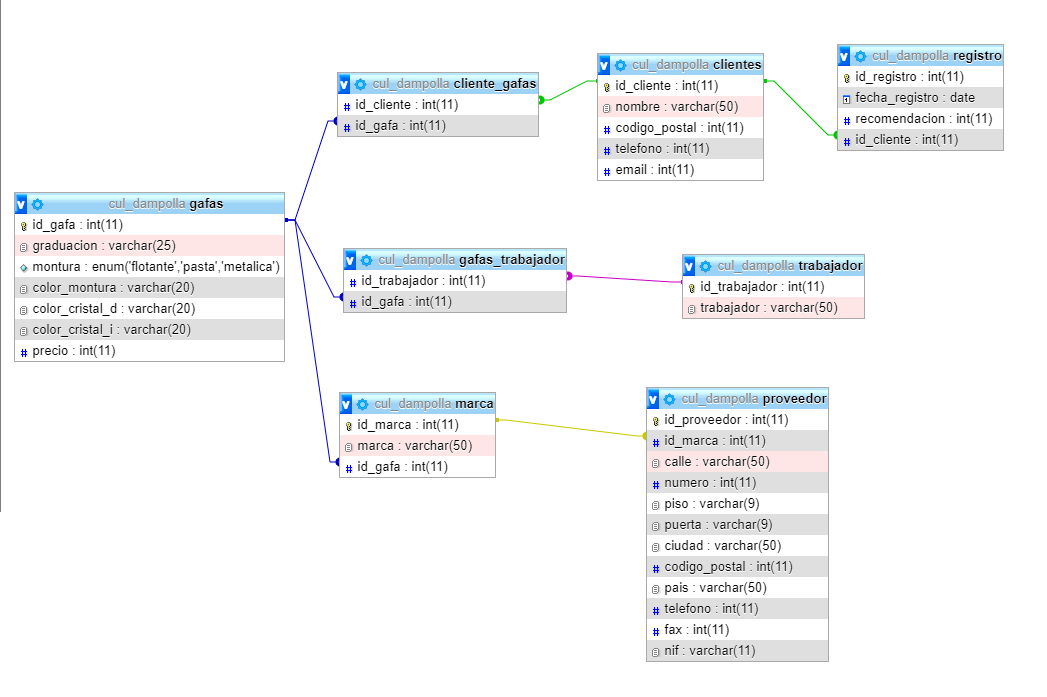 cul_dampolla gafas
id_gafa : int(11)
graduacion : varchar(25)
montura : enum('flotante','pasta','metalica')
color_montura : varchar(20)
color_cristal_d : varchar(20)
color_cristal_i : varchar(20)
precio : int(11)
cul_dampolla cliente_gafas
id_cliente : int(11)
id_gafa : int(11)
cul_dampolla clientes
id_cliente : int(11)
nombre : varchar(50)
codigo_postal : int(11)
telefono : int(11)
email : int(11)
cul_dampolla registro
id_registro : int(11)
fecha_registro : date
recomendacion : int(11)
id_cliente : int(11)
cul_dampolla gafas_trabajador
id_trabajador : int(11)
id_gafa : int(11)
cul_dampolla trabajador
id_trabajador : int(11)
trabajador : varchar(50)
cul_dampolla marca
id_marca : int(11)
marca : varchar(50)
id_gafa : int(11)
cul_dampolla proveedor
id_proveedor : int(11)
id_marca : int(11)
calle : varchar(50)
numero : int(11)
piso : varchar(9)
puerta : varchar(9)
ciudad : varchar(50)
codigo_postal : int(11)
pais : varchar(50)
telefono : int(11)
fax : int(11)
nif : varchar(11)